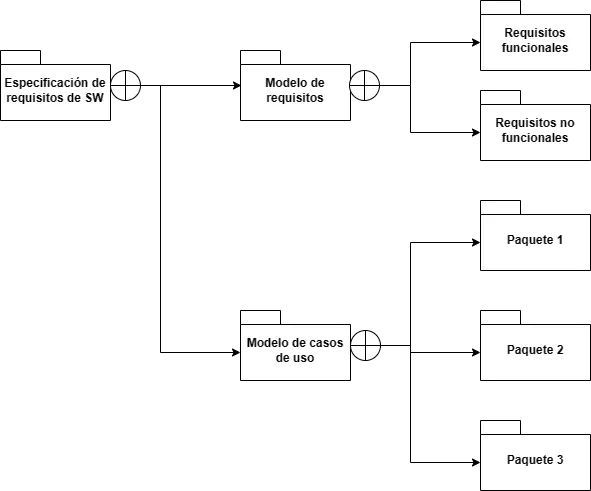 Especificación de
requisitos de SW
Modelo de
requisitos
Requisitos
funcionales
Requisitos no
funcionales
Modelo de casos
de uso
Paquete 1
Paquete 2
Paquete 3